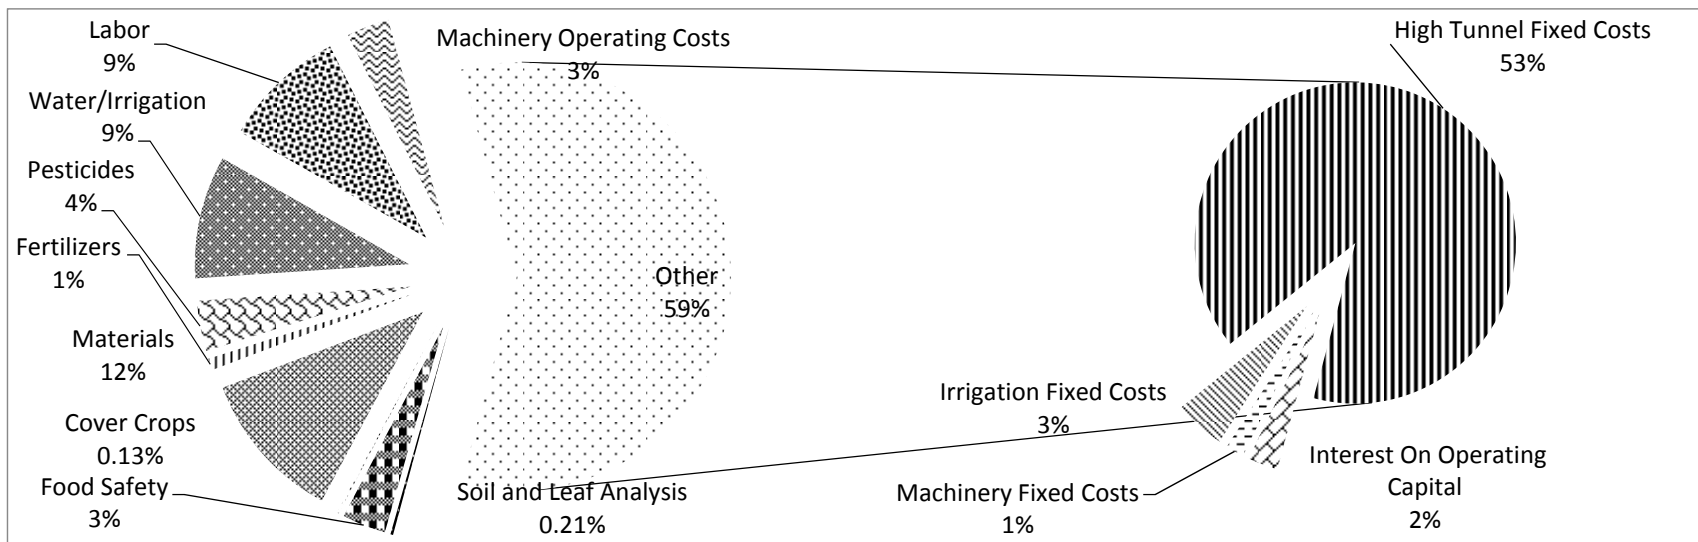 Labor
9%
Water/Irrigation
9%
Pesticides
4%
Fertilizers
1%
Materials
12%
Cover Crops
0.13%
Food Safety
3%
Machinery Operating Costs
3%
Other
59%
Soil and Leaf Analysis
0.21%
High Tunnel Fixed Costs
53%
Irrigation Fixed Costs
3%
Machinery Fixed Costs
1%
Interest On Operating
Capital
2%